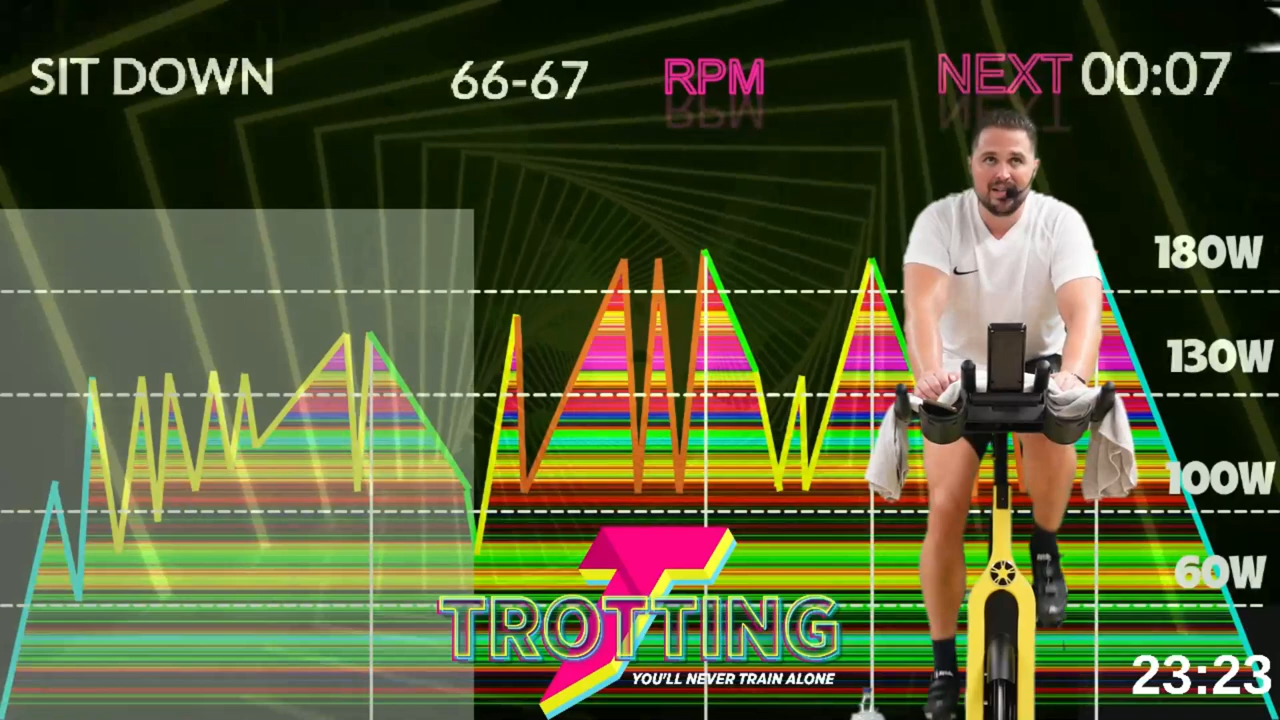 SIT DOWN
66-67
RPM
NEXT 00:07
180W
130W
100W
60W
TROTTING
YOU'LL NEVER TRAIN ALONE
23:23